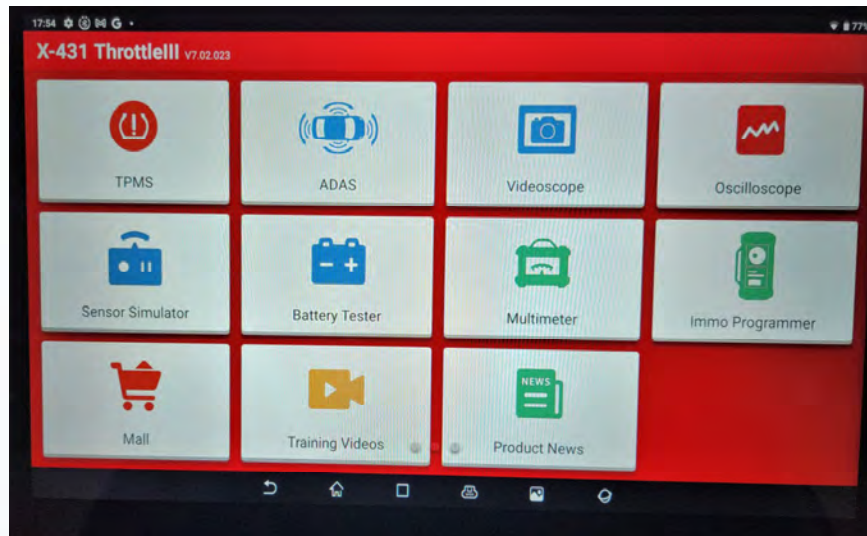 17:54 G
77%
X-431 ThrottleIII V7.02.023
TPMS
ADAS
Videoscope
Oscilloscope
Sensor Simulator
Battery Tester
Multimeter
Immo Programmer
NEWS
Mall
Training Videos
Product News